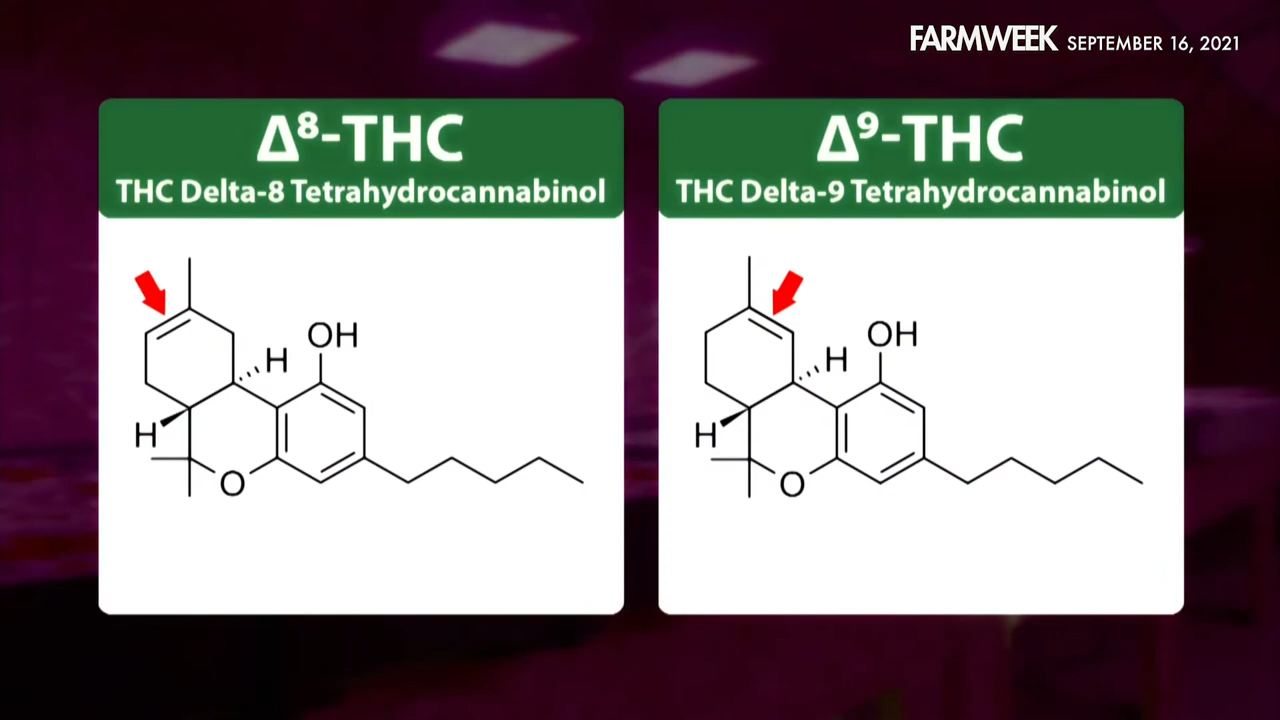 FARMWEEK SEPTEMBER 16, 2021
Δ⁸-THC
THC Delta-8 Tetrahydrocannabinol
OH
H
H
O
Δ⁹-THC
THC Delta-9 Tetrahydrocannabinol
OH
H
H
O